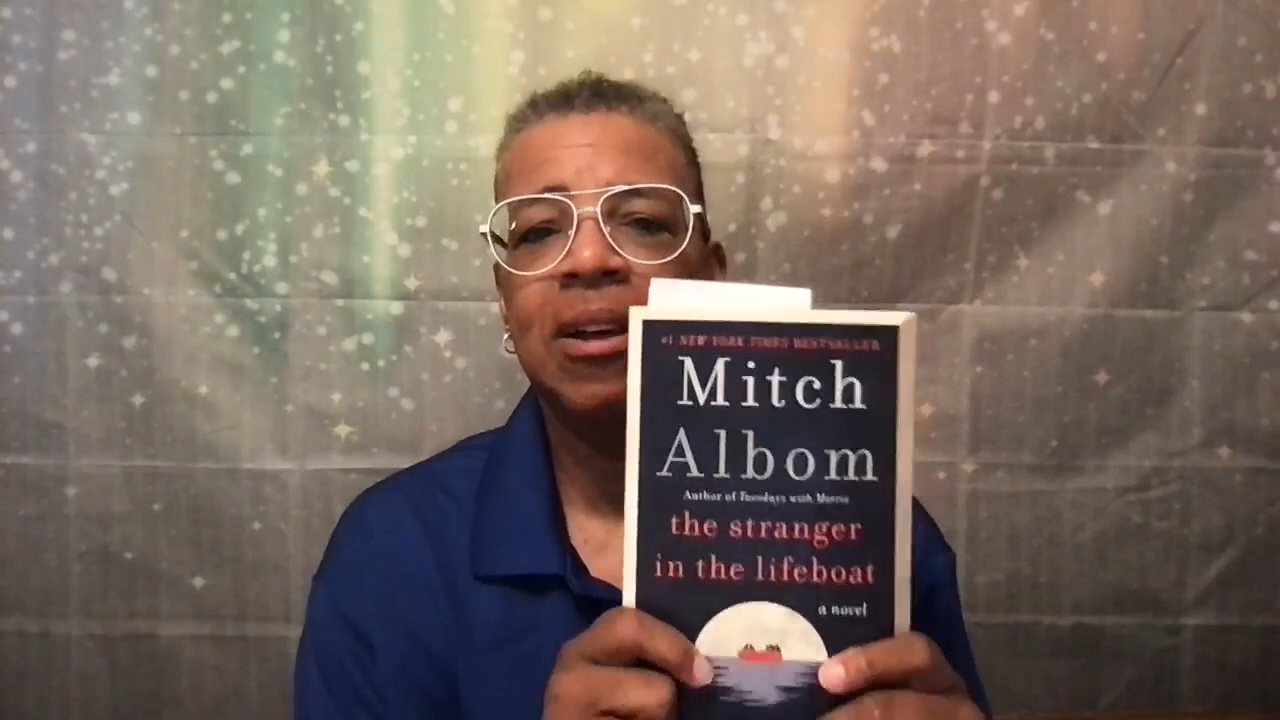 #1 NEW YORK TIMES BESTSELLER
Mitch
Albom
Author of Tuesdays with Morrie
the stranger
in the lifeboat
a novel